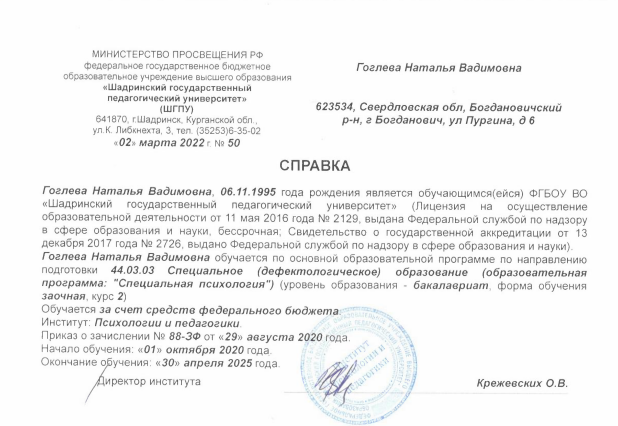 МИНИСТЕРСТВО ПРОСВЕЩЕНИЯ РФ
федеральное государственное бюджетное
образовательное учреждение высшего образования
«Шадринский государственный
педагогический университет»
(ШГПУ)
641870, г.Шадринск, Курганской обл.,
ул.К. Либкнехта, 3, тел. (35253)6-35-02
«02» марта 2022 г. № 50
Гоглева Наталья Вадимовна
623534, Свердловская обл, Богдановичский
р-н, г Богданович, ул Пургина, д 6
СПРАВКА
Гоглева Наталья Вадимовна, 06.11.1995 года рождения является обучающимся(ейся) ФГБОУ ВО
«Шадринский государственный педагогический университет» (Лицензия на осуществление
образовательной деятельности от 11 мая 2016 года № 2129, выдана Федеральной службой по надзору
в сфере образования и науки, бессрочная; Свидетельство о государственной аккредитации от 13
декабря 2017 года № 2726, выдано Федеральной службой по надзору в сфере образования и науки).
Гоглева Наталья Вадимовна обучается по основной образовательной программе по направлению
подготовки 44.03.03 Специальное (дефектологическое) образование (образовательная
программа: "Специальная психология") (уровень образования - бакалавриат, форма обучения
заочная, курс 2)
Обучается за счет средств федерального бюджета.
Институт: Психологии и педагогики.
Приказ о зачислении № 88-ЗФ от «29» августа 2020 года.
Начало обучения: «01» октября 2020 года.
Окончание обучения: «30» апреля 2025 года.
Директор института
Крежевских О.В.